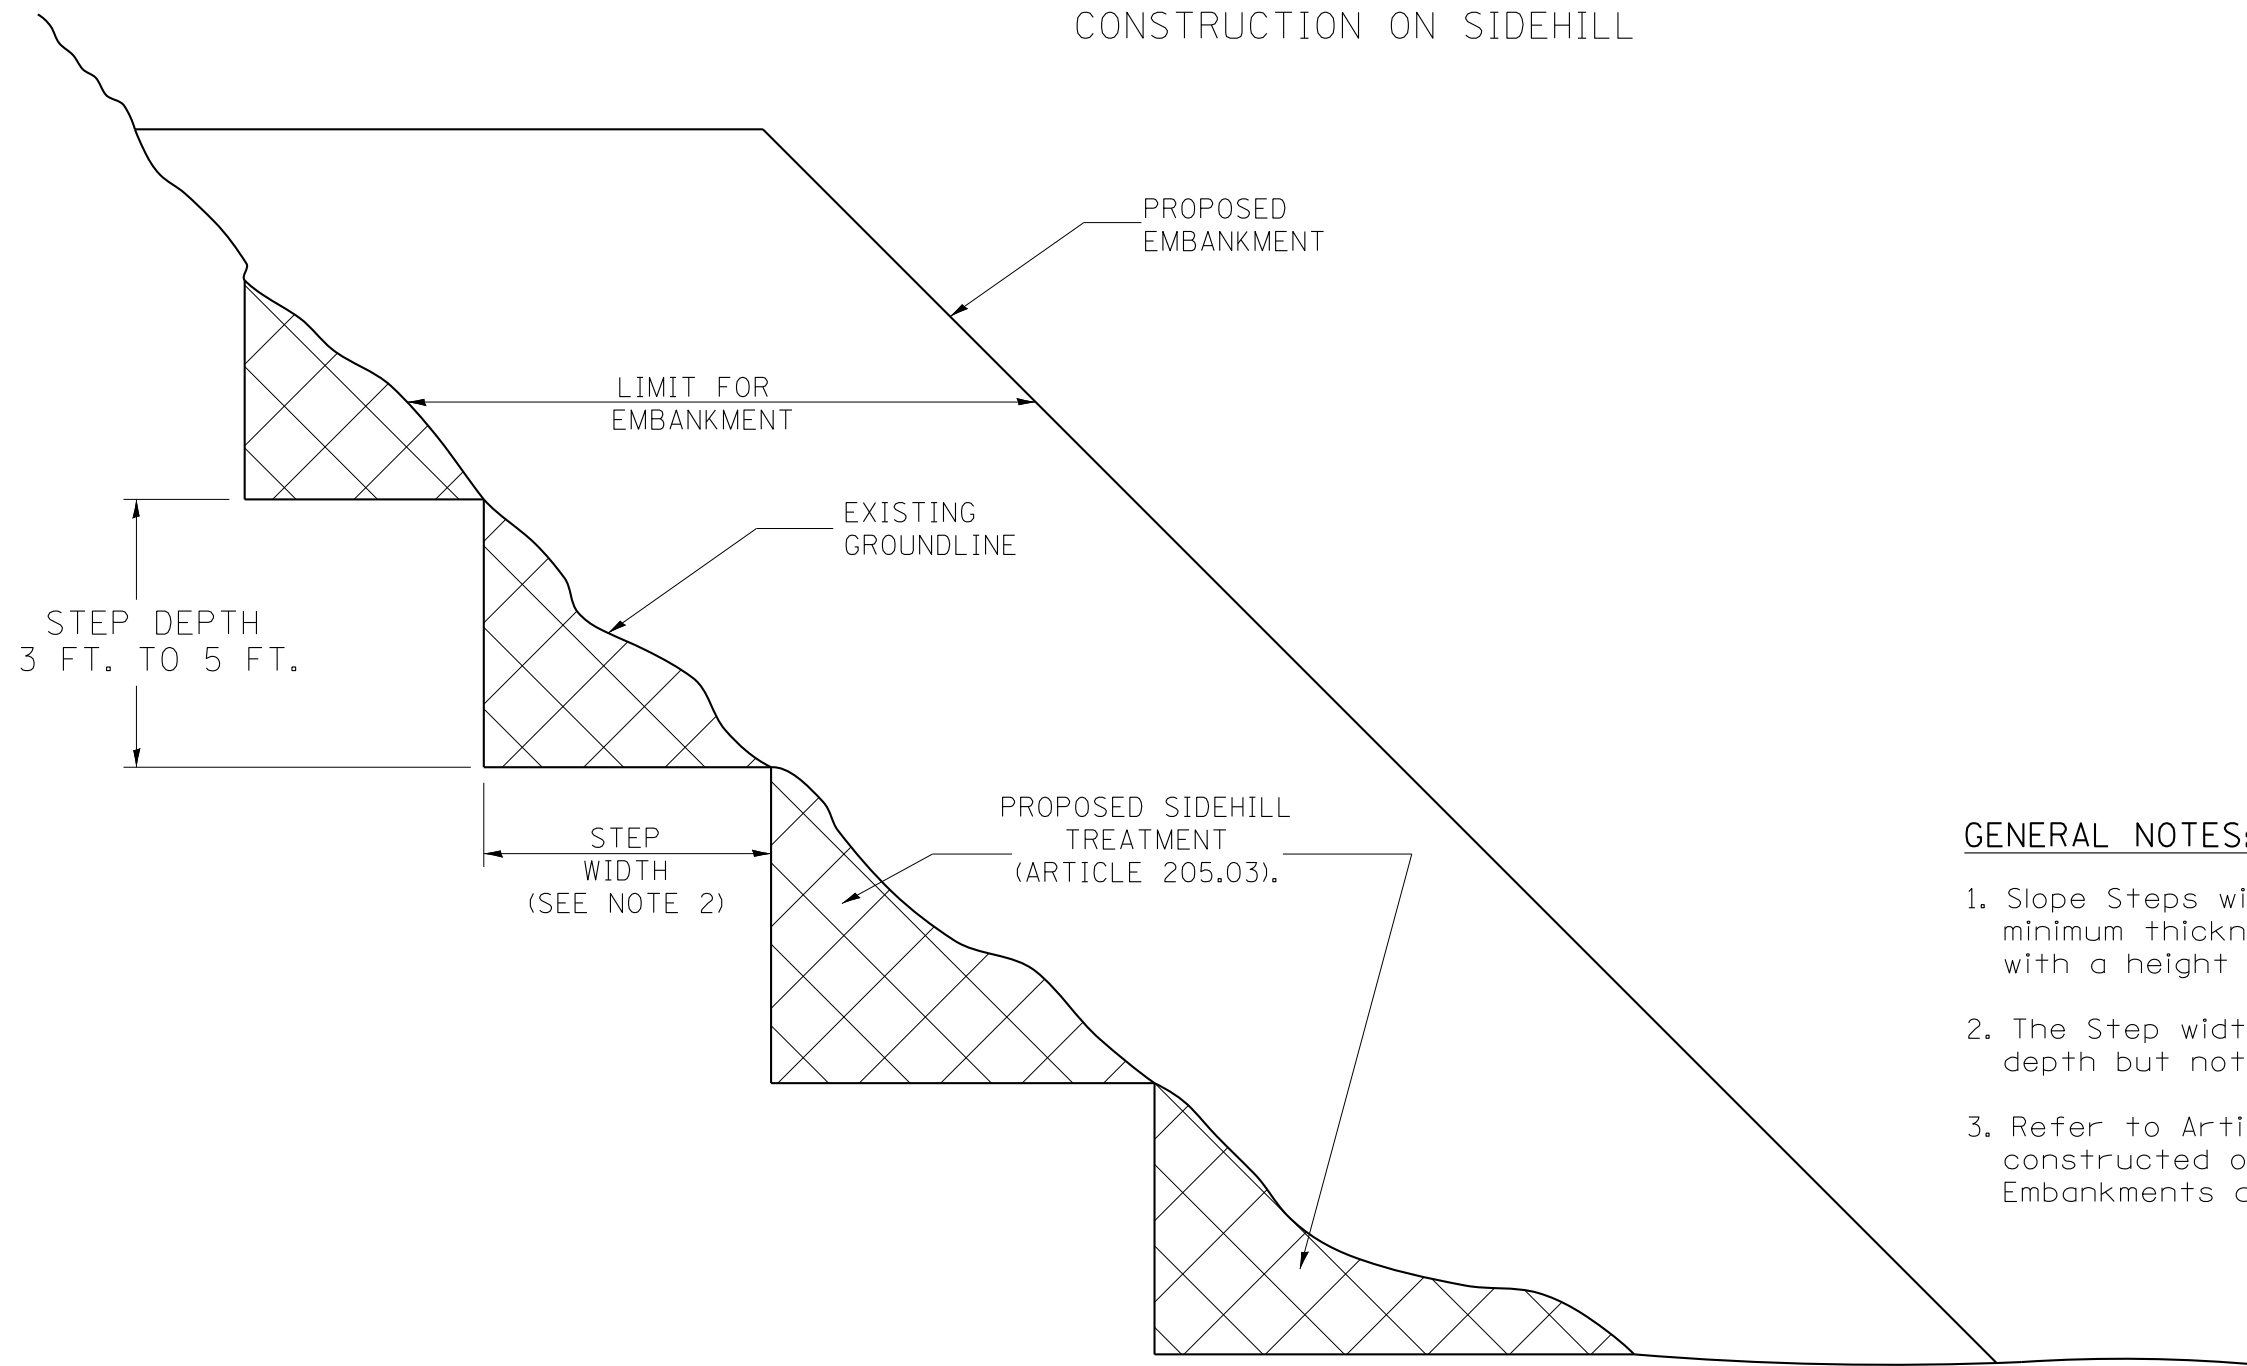 CONSTRUCTION ON SIDEHILL
PROPOSED
EMBANKMENT
LIMIT FOR
EMBANKMENT
EXISTING
GROUNDLINE
STEP DEPTH
3 FT. TO 5 FT.
STEP
WIDTH
(SEE NOTE 2)
PROPOSED SIDEHILL
TREATMENT
(ARTICLE 205.03).
GENERAL NOTES:
1. Slope Steps wi
minimum thickn
with a height
2. The Step widt
depth but not
3. Refer to Arti
constructed o
Embankments